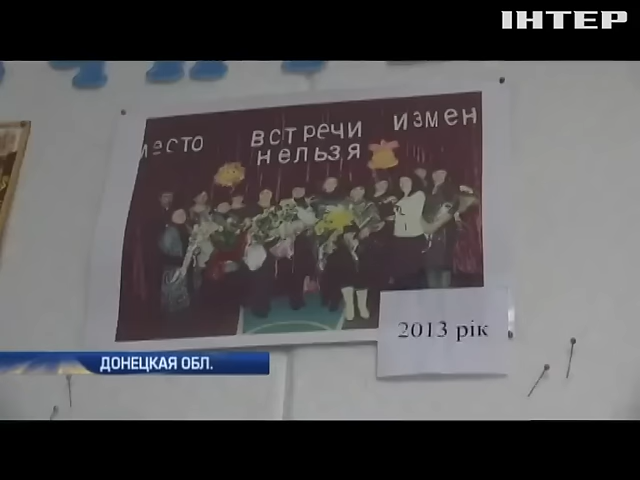 ІНТЕР
место встречи измен
нельзя
2013 рік
ДОНЕЦКАЯ ОБЛ.